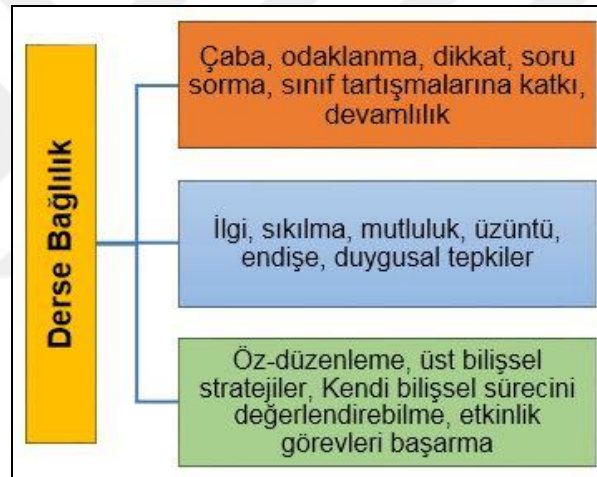 Derse Bağlılık
Çaba, odaklanma, dikkat, soru
sorma, sınıf tartışmalarına katkı,
devamlılık
İlgi, sıkılma, mutluluk, üzüntü,
endişe, duygusal tepkiler
Öz-düzenleme, üst bilişsel
stratejiler, Kendi bilişsel sürecini
değerlendirebilme, etkinlik
görevleri başarma